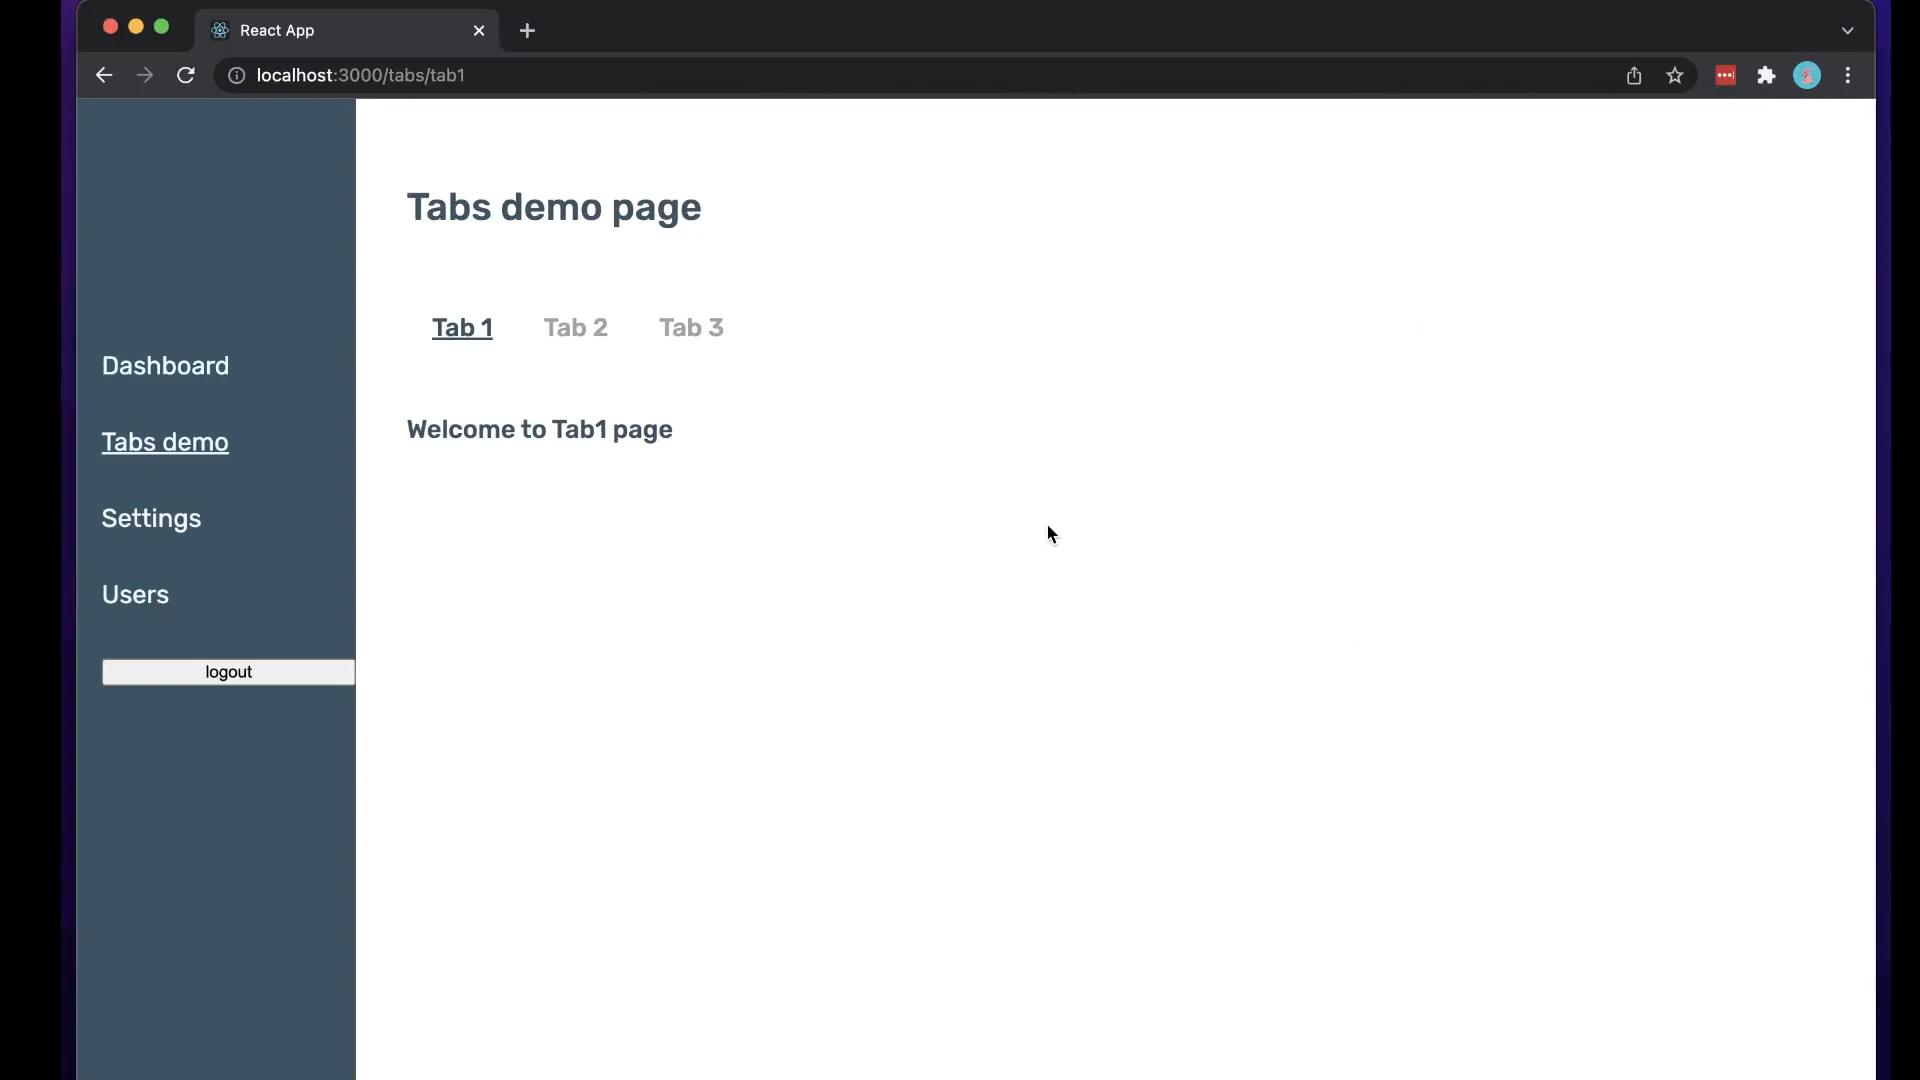 React App
localhost:3000/tabs/tab1
Tabs demo page
Tab 1 Tab 2 Tab 3
Welcome to Tab1 page
Dashboard
Tabs demo
Settings
Users
logout